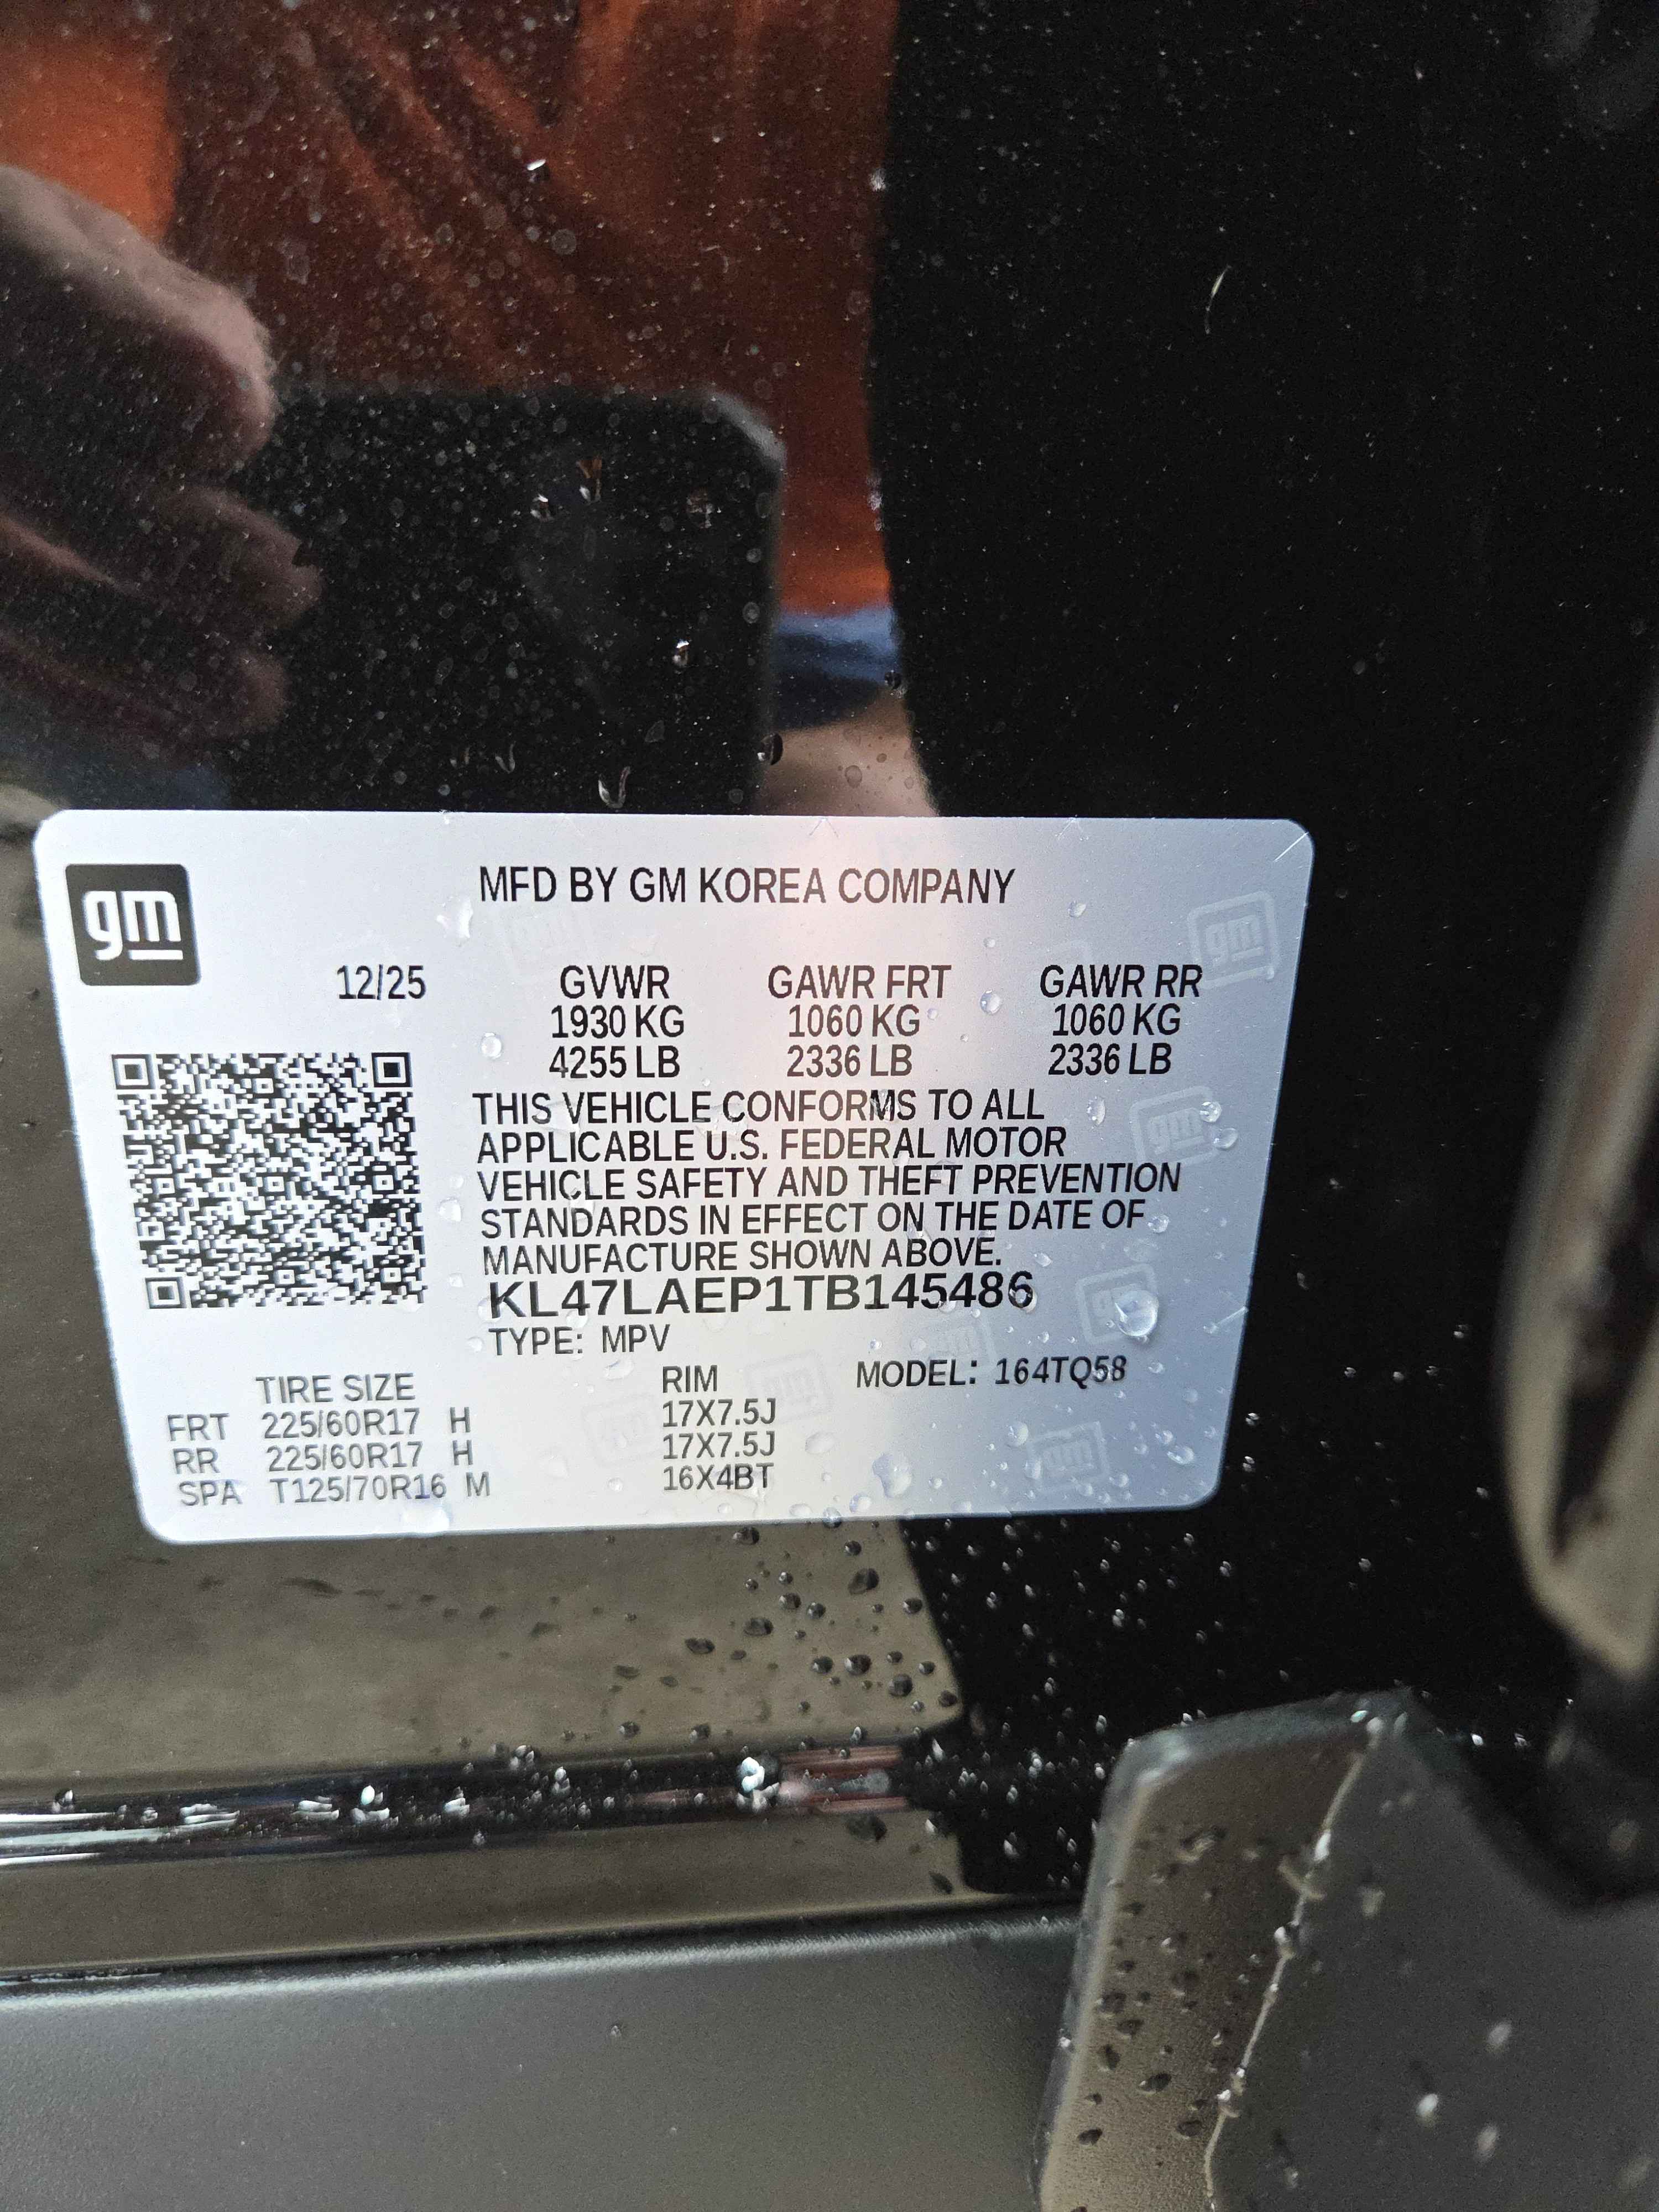 gm
MFD BY GM KOREA COMPANY
12/25 GVWR GAWR FRT GAWR RR
1930 KG 1060 KG 1060 KG
4255 LB 2336 LB 2336 LB
THIS VEHICLE CONFORMS TO ALL
APPLICABLE U.S. FEDERAL MOTOR
VEHICLE SAFETY AND THEFT PREVENTION
STANDARDS IN EFFECT ON THE DATE OF
MANUFACTURE SHOWN ABOVE.
KL47LAEP1TB145486
TYPE: MPV
TIRE SIZE RIM MODEL: 164TQ58
FRT 225/60R17 H 17X7.5J
RR 225/60R17 H 17X7.5J
SPA T125/70R16 M 16X4BT